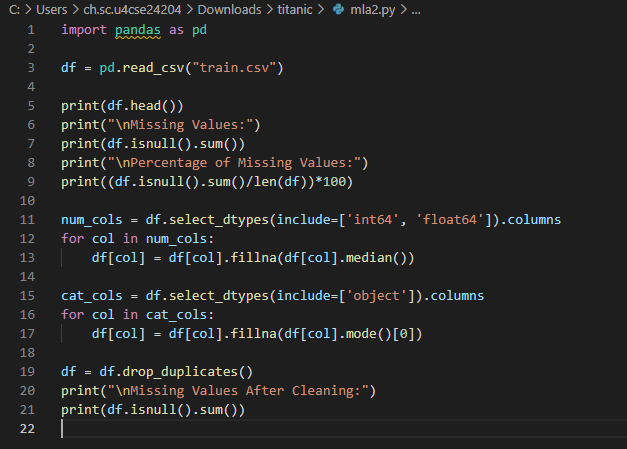 C: > Users > ch.sc.u4cse24204 > Downloads > titanic > mla2.py > ...
1 import pandas as pd
2
3 df = pd.read_csv("train.csv")
4
5 print(df.head())
6 print("\nMissing Values:")
7 print(df.isnull().sum())
8 print("\nPercentage of Missing Values:")
9 print((df.isnull().sum()/len(df))*100)
10
11 num_cols = df.select_dtypes(include=['int64', 'float64']).columns
12 for col in num_cols:
13     df[col] = df[col].fillna(df[col].median())
14
15 cat_cols = df.select_dtypes(include=['object']).columns
16 for col in cat_cols:
17     df[col] = df[col].fillna(df[col].mode()[0])
18
19 df = df.drop_duplicates()
20 print("\nMissing Values After Cleaning:")
21 print(df.isnull().sum())
22